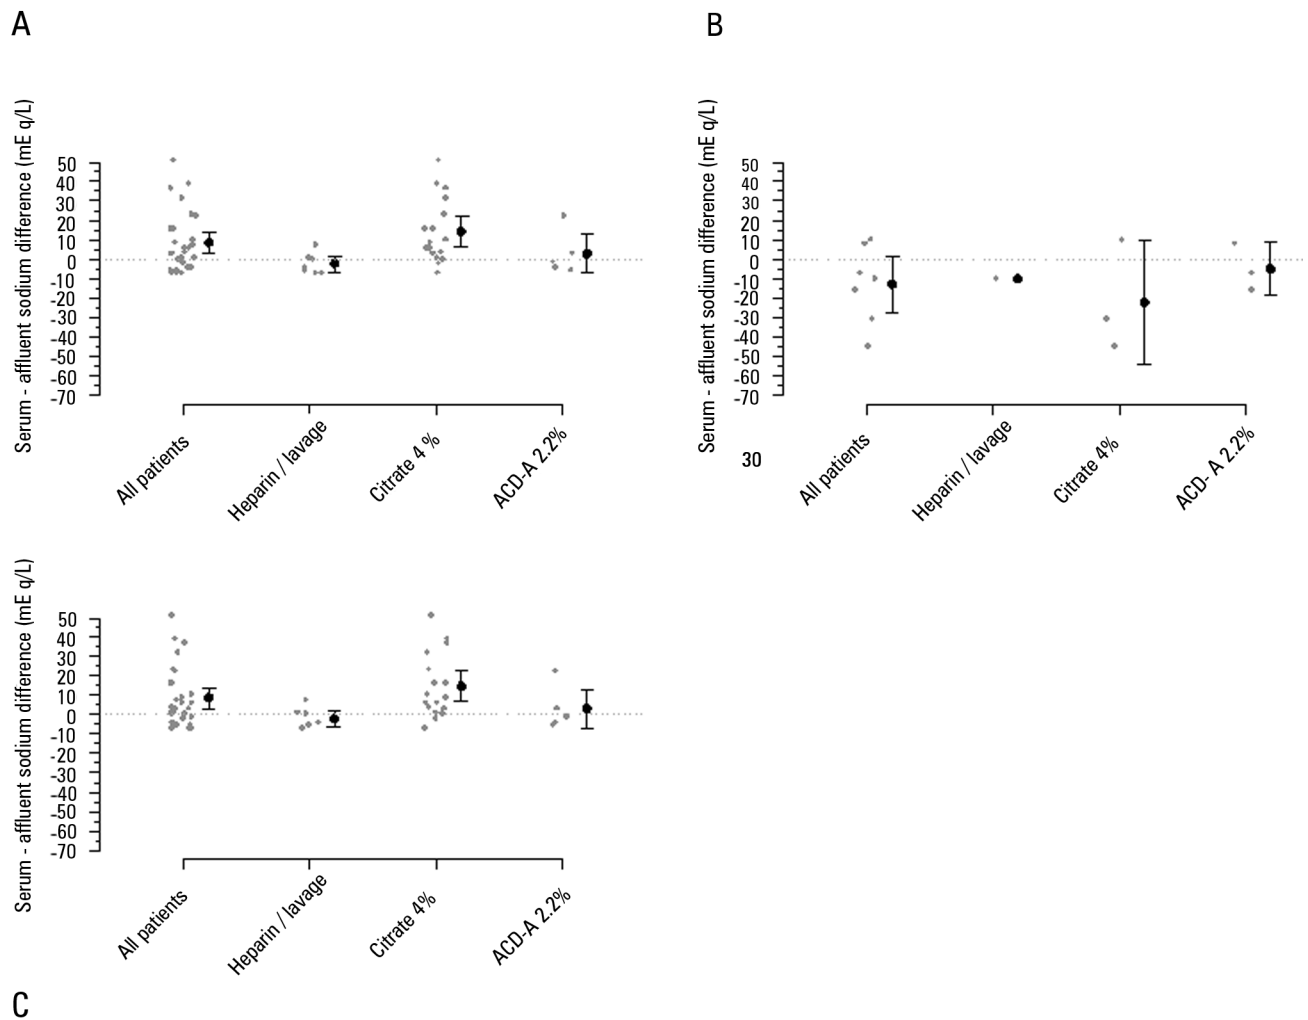 A
Serum - affluent sodium difference (mE q/L)
50
40
30
20
10
0
-10
-20
-30
-40
-50
-60
-70
All patients
Heparin / lavage
Citrate 4 %
ACD-A 2.2%
B
Serum - affluent sodium difference (mE q/L)
50
40
30
20
10
0
-10
-20
-30
-40
-50
-60
-70
30
All patients
Heparin / lavage
Citrate 4%
ACD- A 2.2%
Serum - affluent sodium difference (mE q/L)
50
40
30
20
10
0
-10
-20
-30
-40
-50
-60
-70
All patients
Heparin / lavage
Citrate 4%
ACD-A 2.2%
C